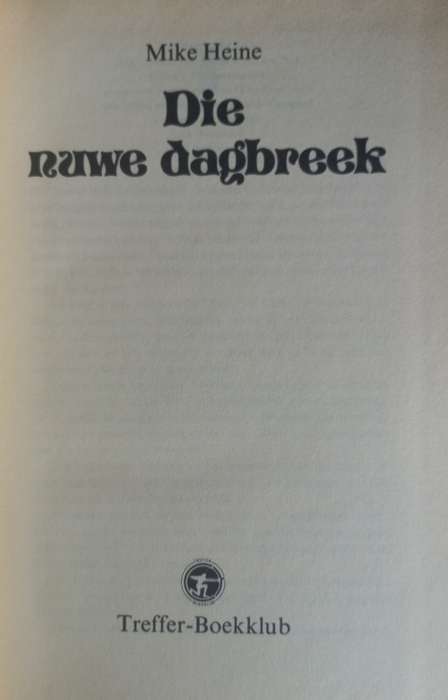 Mike Heine
Die
nuwe dagbreek
Treffer-Boekklub